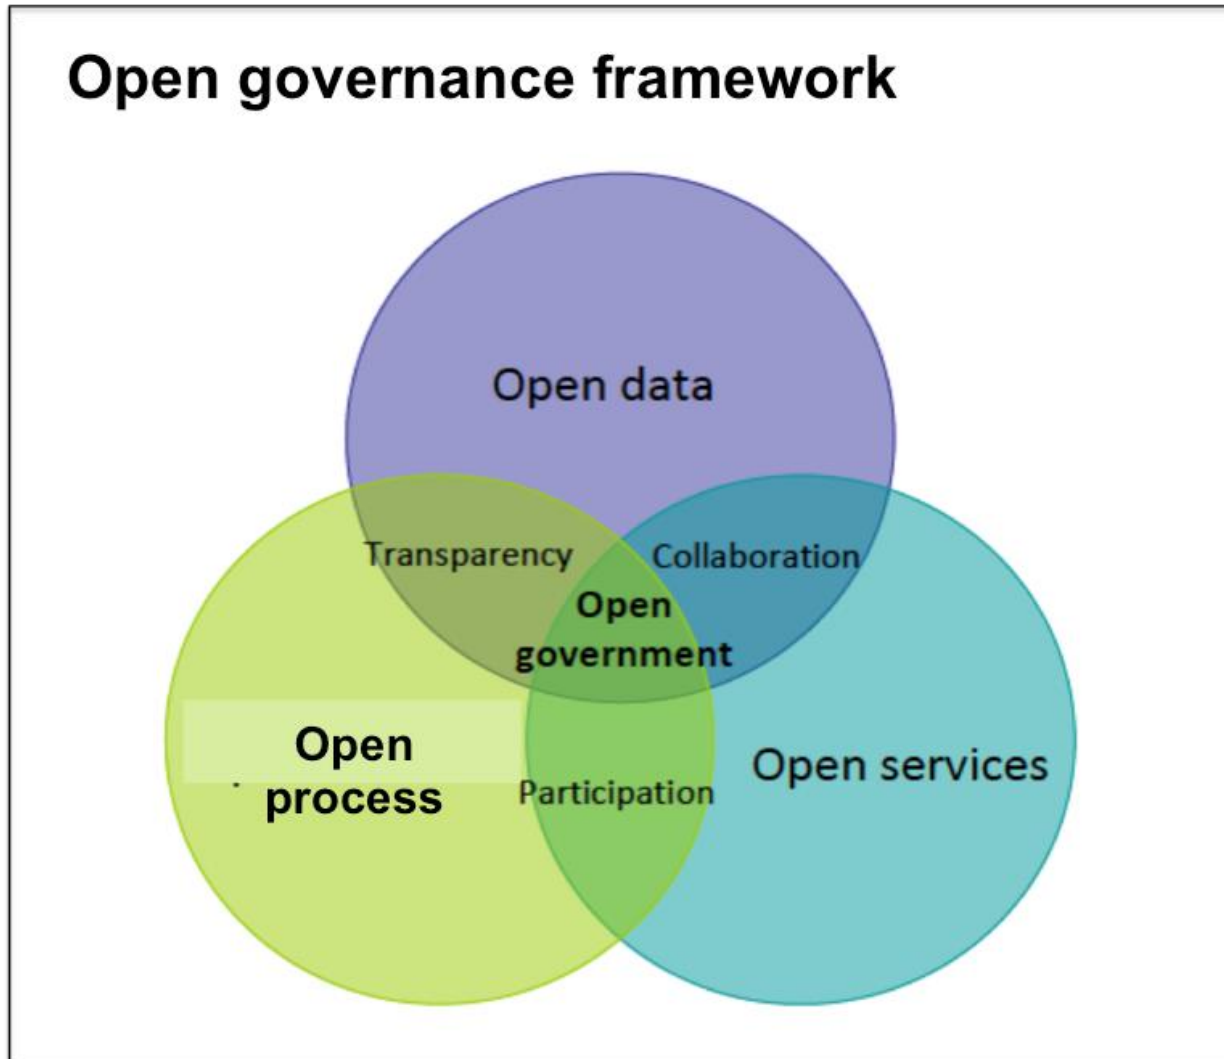 Open governance framework
Open data
Transparency
Collaboration
Open
government
Open
process
Open services
Participation